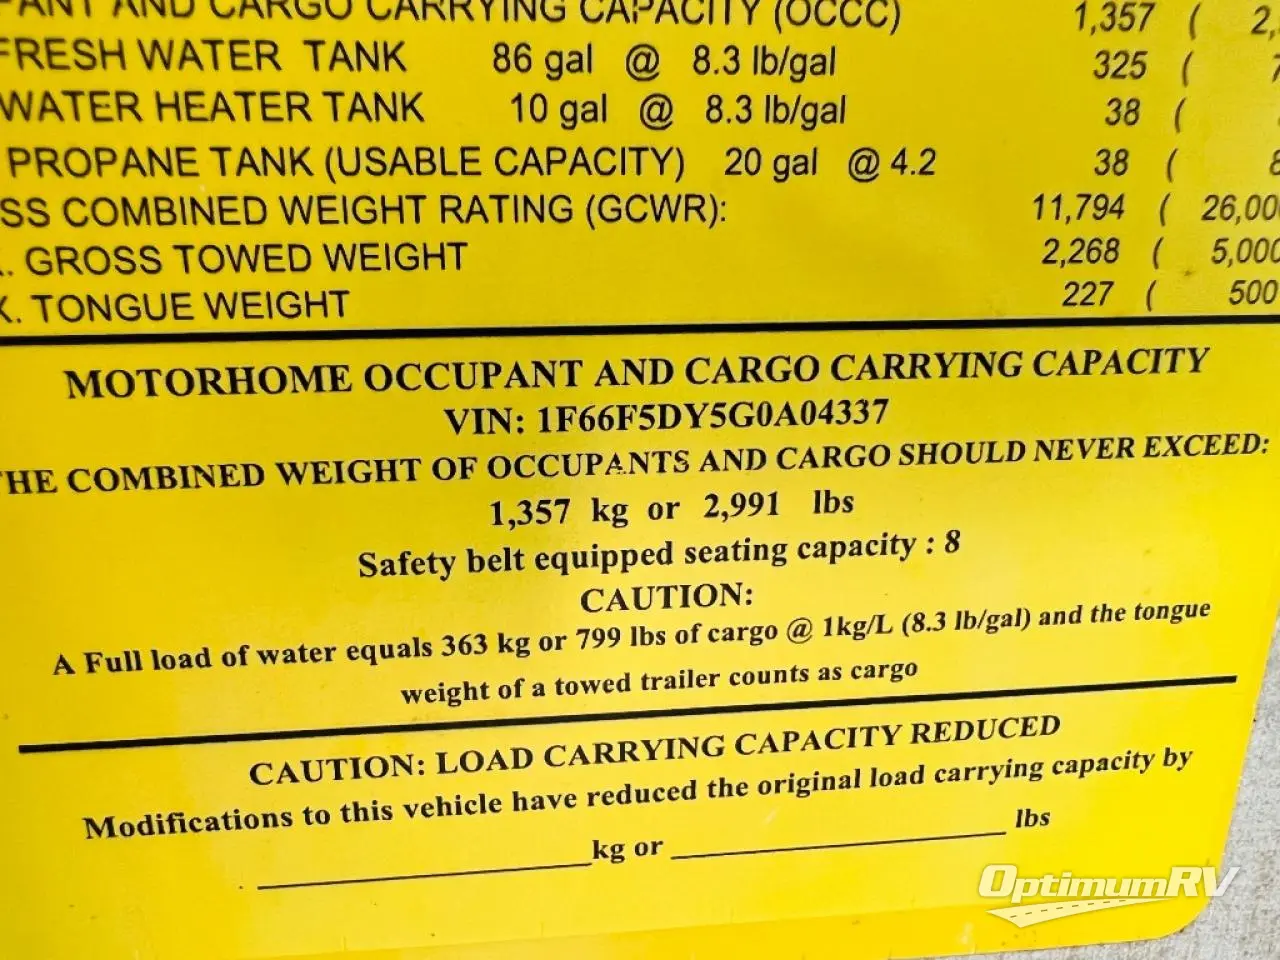 AND CARGO CARRYING CAPACITY (OCCC) 1,357 (
FRESH WATER TANK 86 gal @ 8.3 lb/gal 325 (
WATER HEATER TANK 10 gal @ 8.3 lb/gal 38 (
PROPANE TANK (USABLE CAPACITY) 20 gal @ 4.2 38 (
SS COMBINED WEIGHT RATING (GCWR): 11,794 ( 26,00
. GROSS TOWED WEIGHT 2,268 ( 5,000
X. TONGUE WEIGHT 227 ( 500
MOTORHOME OCCUPANT AND CARGO CARRYING CAPACITY
VIN: 1F66F5DY5G0A04337
THE COMBINED WEIGHT OF OCCUPANTS AND CARGO SHOULD NEVER EXCEED:
1,357 kg or 2,991 lbs
Safety belt equipped seating capacity : 8
CAUTION:
A Full load of water equals 363 kg or 799 lbs of cargo @ 1kg/L (8.3 lb/gal) and the tongue
weight of a towed trailer counts as cargo
CAUTION: LOAD CARRYING CAPACITY REDUCED
Modifications to this vehicle have reduced the original load carrying capacity by
kg or lbs
OptimumRV